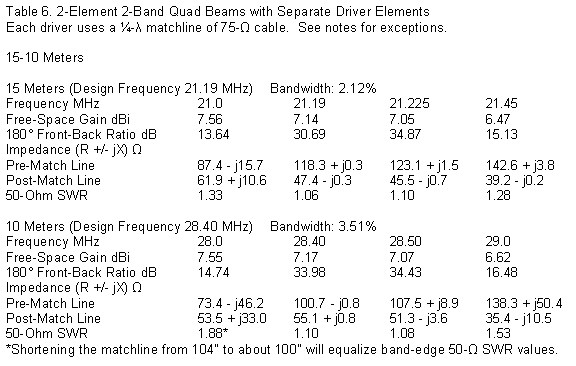 Table 6. 2-Element 2-Band Quad Beams with Separate Driver Elements
Each driver uses a ¼-λ matchline of 75-Ω cable. See notes for exceptions.
15-10 Meters
15 Meters (Design Frequency 21.19 MHz) Bandwidth: 2.12%
Frequency MHz 21.0 21.19 21.225 21.45
Free-Space Gain dBi 7.56 7.14 7.05 6.47
180° Front-Back Ratio dB 13.64 30.69 34.87 15.13
Impedance (R +/- jX) Ω
Pre-Match Line 87.4 - j15.7 118.3 + j0.3 123.1 + j1.5 142.6 + j3.8
Post-Match Line 61.9 + j10.6 47.4 - j0.3 45.5 - j0.7 39.2 - j0.2
50-Ohm SWR 1.33 1.06 1.10 1.28
10 Meters (Design Frequency 28.40 MHz) Bandwidth: 3.51%
Frequency MHz 28.0 28.40 28.50 29.0
Free-Space Gain dBi 7.55 7.17 7.07 6.62
180° Front-Back Ratio dB 14.74 33.98 34.43 16.48
Impedance (R +/- jX) Ω
Pre-Match Line 73.4 - j46.2 100.7 - j0.8 107.5 + j8.9 138.3 + j50.4
Post-Match Line 53.5 + j33.0 55.1 + j0.8 51.3 - j3.6 35.4 - j10.5
50-Ohm SWR 1.88* 1.10 1.08 1.53
*Shortening the matchline from 104" to about 100" will equalize band-edge 50-Ω SWR values.